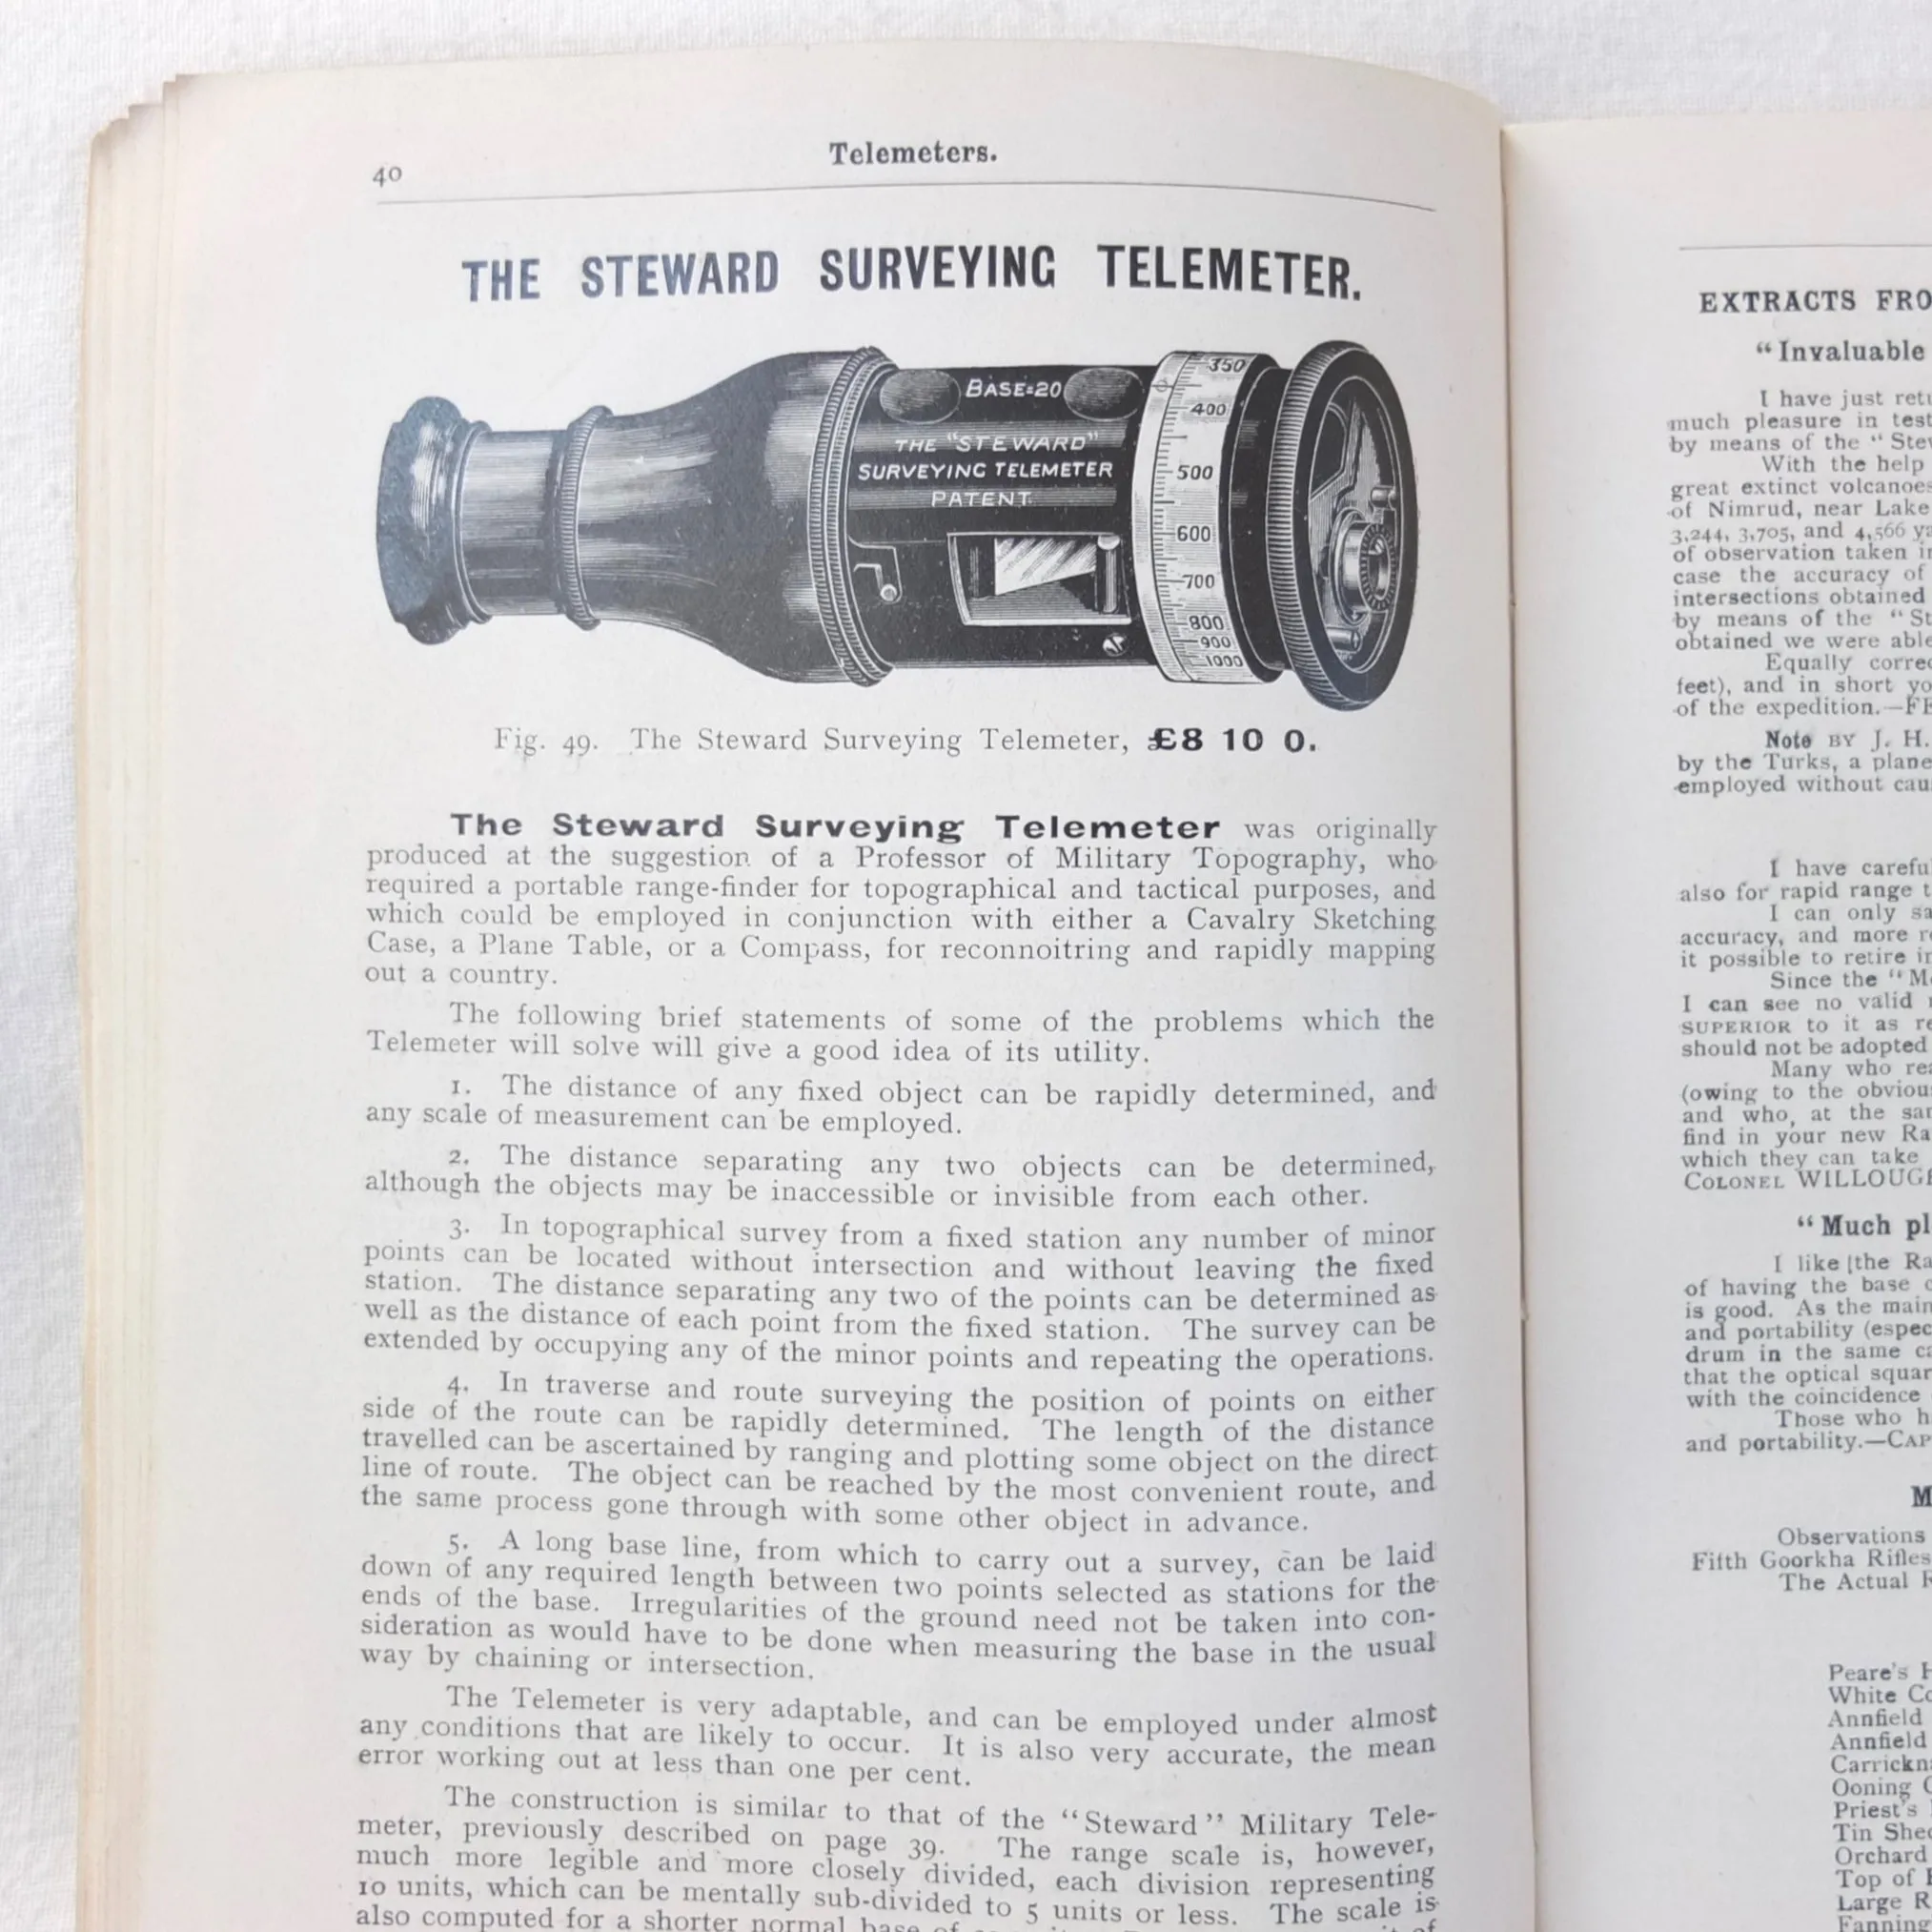 40
Telemeters.
THE STEWARD SURVEYING TELEMETER.
BASE=20
THE "STEWARD"
SURVEYING TELEMETER
PATENT
350
400
500
600
700
800
900
1000
Fig. 49. The Steward Surveying Telemeter, £8 10 0.
The Steward Surveying Telemeter was originally
produced at the suggestion of a Professor of Military Topography, who
required a portable range-finder for topographical and tactical purposes, and
which could be employed in conjunction with either a Cavalry Sketching
Case, a Plane Table, or a Compass, for reconnoitring and rapidly mapping
out a country.
The following brief statements of some of the problems which the
Telemeter will solve will give a good idea of its utility.
1. The distance of any fixed object can be rapidly determined, and
any scale of measurement can be employed.
2. The distance separating any two objects can be determined,
although the objects may be inaccessible or invisible from each other.
3. In topographical survey from a fixed station any number of minor
points can be located without intersection and without leaving the fixed
station. The distance separating any two of the points can be determined as
well as the distance of each point from the fixed station. The survey can be
extended by occupying any of the minor points and repeating the operations.
4. In traverse and route surveying the position of points on either
side of the route can be rapidly determined. The length of the distance
travelled can be ascertained by ranging and plotting some object on the direct
line of route. The object can be reached by the most convenient route, and
the same process gone through with some other object in advance.
5. A long base line, from which to carry out a survey, can be laid
down of any required length between two points selected as stations for the
ends of the base. Irregularities of the ground need not be taken into con-
sideration as would have to be done when measuring the base in the usual
way by chaining or intersection.
The Telemeter is very adaptable, and can be employed under almost
any conditions that are likely to occur. It is also very accurate, the mean
error working out at less than one per cent.
The construction is similar to that of the "Steward" Military Tele-
meter, previously described on page 39. The range scale is, however,
much more legible and more closely divided, each division representing
10 units, which can be mentally sub-divided to 5 units or less. The scale is
also computed for a shorter normal base of
EXTRACTS
"Invaluable
I have just
much pleasure in
by means of the
With the help
great extinct volcanoes
of Nimrud, near Lake
3,244, 3,705, and 4,566
of observation taken
case the accuracy of
intersections obtained
by means of the
obtained we were able
Equally
feet), and in short
of the expedition.—
Note BY J. H.
by the Turks, a plane
employed without
I have
also for rapid range
I can only
accuracy, and more
it possible to retire
Since the
I can see no valid
SUPERIOR to it as
should not be adopted
Many who
(owing to the
and who, at the
find in your new
which they can take
COLONEL
"Much
I like [the
of having the base
is good. As the main
and portability
drum in the same
that the optical
with the coincidence
Those who
and portability.—
Observations
Fifth Goorkha Rifles
The Actual
Peare's
White
Annfield
Annfield
Ooning
Priest's
Tin
Orchard
Top of
Large
Fanning